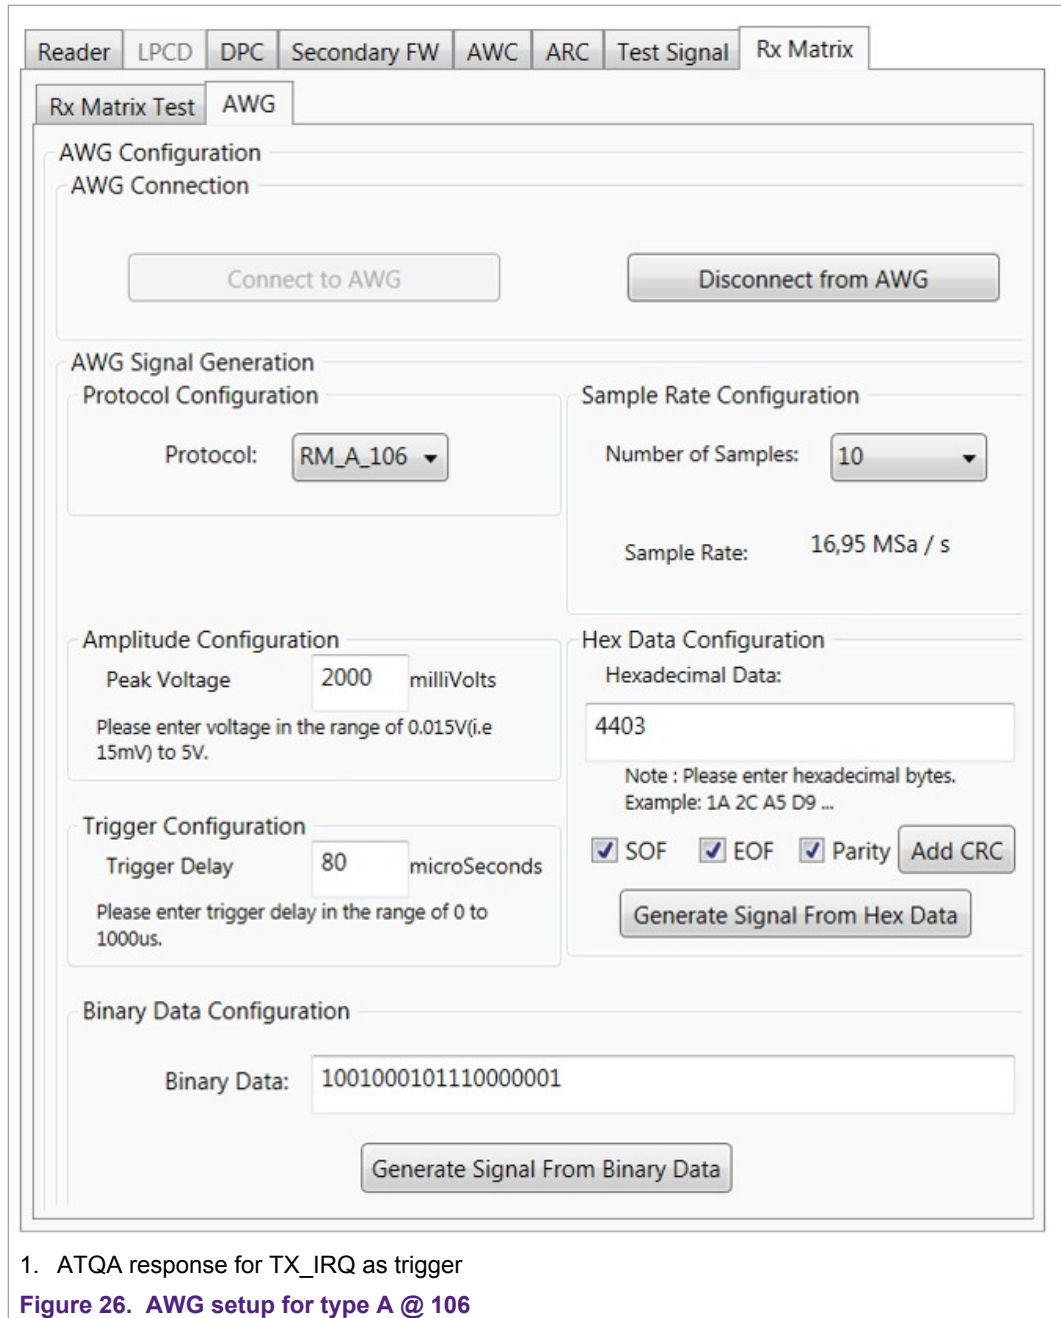 Reader LPCD DPC Secondary FW AWC ARC Test Signal Rx Matrix
Rx Matrix Test AWG
AWG Configuration
AWG Connection
Connect to AWG Disconnect from AWG
AWG Signal Generation
Protocol Configuration
Protocol: RM_A_106
Sample Rate Configuration
Number of Samples: 10
Sample Rate: 16,95 MSa / s
Amplitude Configuration
Peak Voltage 2000 milliVolts
Please enter voltage in the range of 0.015V(i.e
15mV) to 5V.
Hex Data Configuration
Hexadecimal Data:
4403
Note : Please enter hexadecimal bytes.
Example: 1A 2C A5 D9 ...
SOF EOF Parity Add CRC
Generate Signal From Hex Data
Trigger Configuration
Trigger Delay 80 microSeconds
Please enter trigger delay in the range of 0 to
1000us.
Binary Data Configuration
Binary Data: 1001000101110000001
Generate Signal From Binary Data
1. ATQA response for TX_IRQ as trigger
Figure 26. AWG setup for type A @ 106